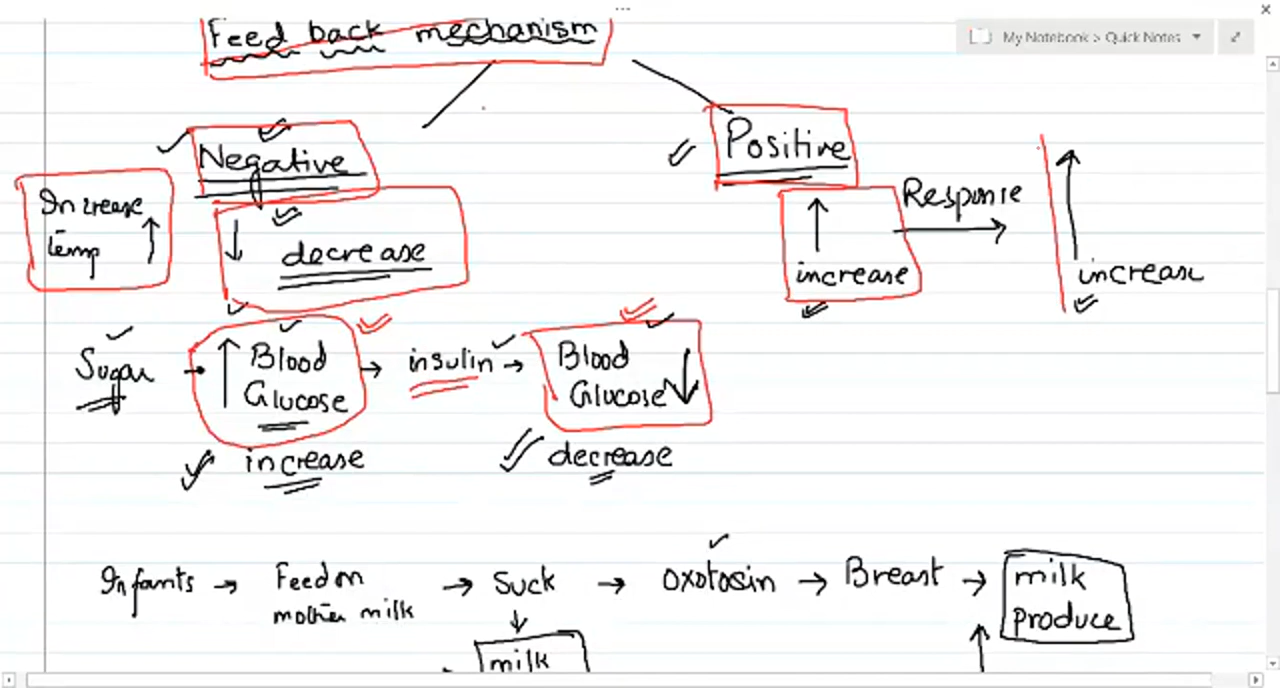 Feed back mechanism
My Notebook > Quick Notes
Negative
Positive
Increase
temp
decrease
increase
Response
increase
Sugar
Blood
Glucose
insulin
Blood
Glucose
increase
decrease
Infants
Feed on
mother milk
Suck
oxotosin
Breast
milk
produce
milk